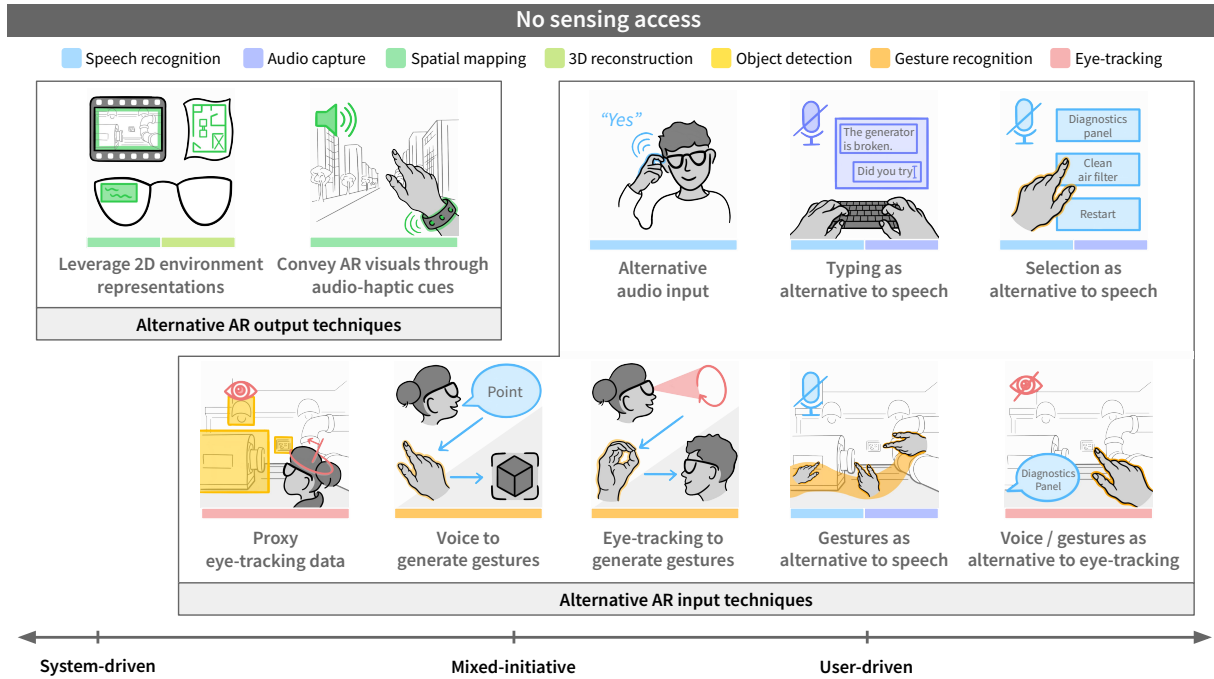 No sensing access
Speech recognition
Audio capture
Spatial mapping
3D reconstruction
Object detection
Gesture recognition
Eye-tracking
Leverage 2D environment
representations
Convey AR visuals through
audio-haptic cues
Alternative AR output techniques
“Yes”
Alternative
audio input
The generator
is broken.
Did you try
Typing as
alternative to speech
Diagnostics
panel
Clean
air filter
Restart
Selection as
alternative to speech
Proxy
eye-tracking data
Point
Voice to
generate gestures
Eye-tracking to
generate gestures
Gestures as
alternative to speech
Diagnostics
Panel
Voice / gestures as
alternative to eye-tracking
Alternative AR input techniques
System-driven
Mixed-initiative
User-driven